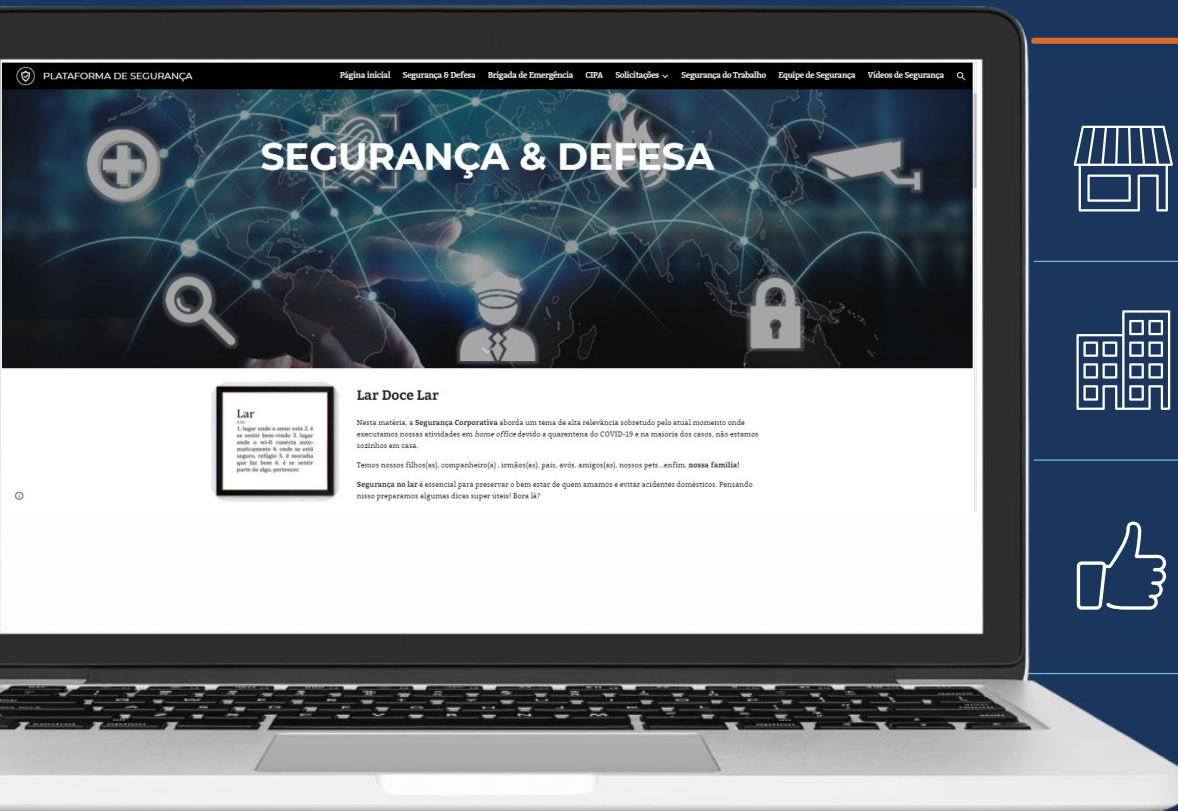 PLATAFORMA DE SEGURANÇA
Página inicial Segurança & Defesa Brigada de Emergência CIPA Solicitações Segurança do Trabalho Equipe de Segurança Vídeos de Segurança
SEGURANÇA & DEFESA
Lar
1. lugar onde o amor está 2. é
se sentir bem-vindo 3. lugar
onde o wi-fi conecta auto-
maticamente 4. onde se está
seguro, refúgio 5. é moradia
que faz bem 6. é se sentir
parte de algo, pertencer.
Lar Doce Lar
Nesta matéria, a Segurança Corporativa aborda um tema de alta relevância sobretudo pelo atual momento onde
executamos nossas atividades em home office devido a quarentena do COVID-19 e na maioria dos casos, não estamos
sozinhos em casa.
Temos nossos filhos(as), companheiro(a) , irmãos(as), pais, avós, amigos(as), nossos pets...enfim, nossa família!
Segurança no lar é essencial para preservar o bem estar de quem amamos e evitar acidentes domésticos. Pensando
nisso preparamos algumas dicas super úteis! Bora lá?
control option option